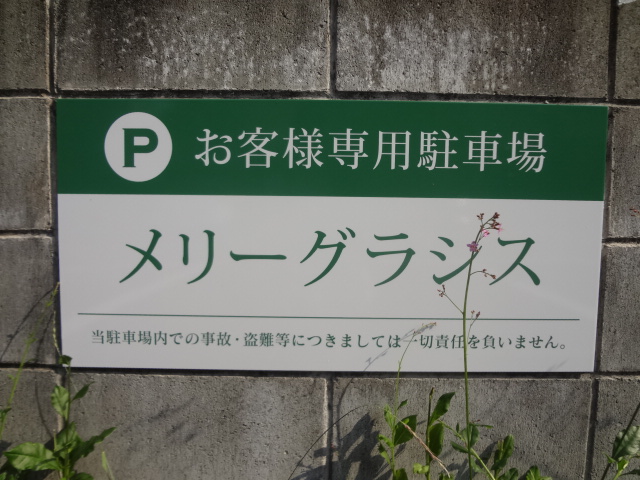 P お客様専用駐車場
メリーグラシス
当駐車場内での事故・盗難等につきましては一切責任を負いません。